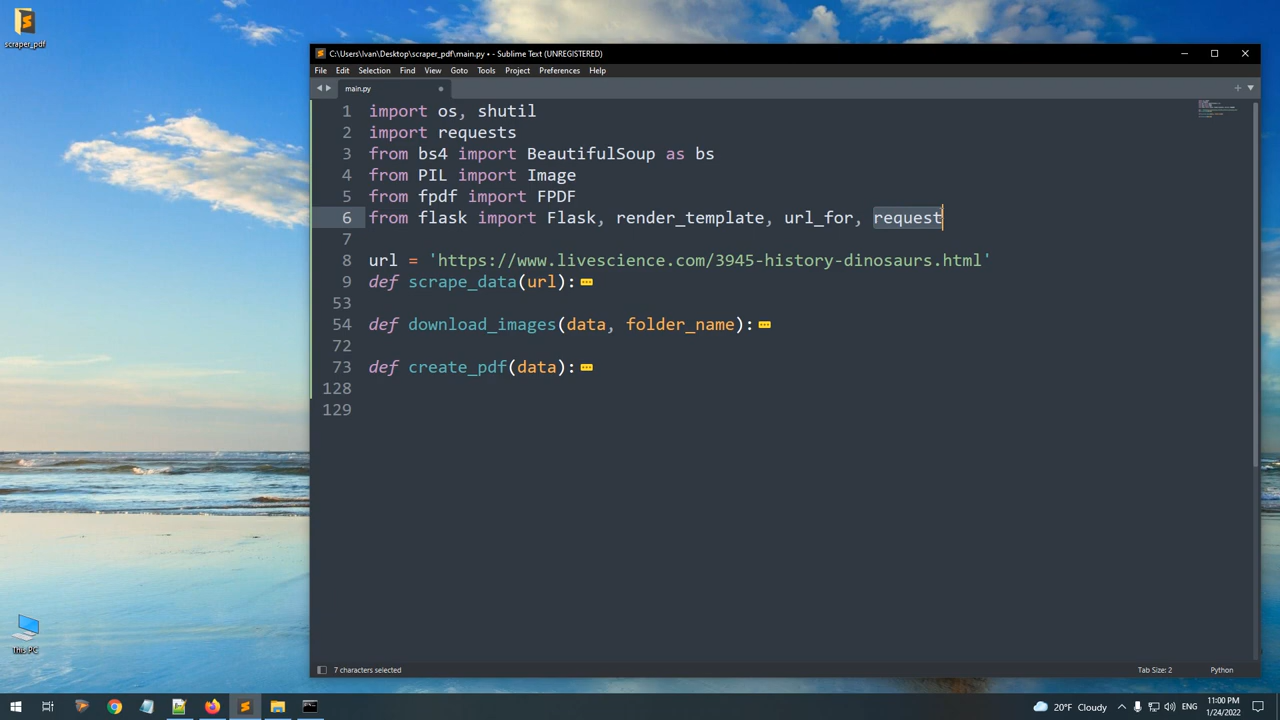 scraper_pdf
C:\Users\Ivan\Desktop\scraper_pdf\main.py • - Sublime Text (UNREGISTERED)
File Edit Selection Find View Goto Tools Project Preferences Help
main.py
1 import os, shutil
2 import requests
3 from bs4 import BeautifulSoup as bs
4 from PIL import Image
5 from fpdf import FPDF
6 from flask import Flask, render_template, url_for, request
7
8 url = 'https://www.livescience.com/3945-history-dinosaurs.html'
9 def scrape_data(url):
53
54 def download_images(data, folder_name):
72
73 def create_pdf(data):
128
129
This PC
7 characters selected
Tab Size: 2 Python
20°F Cloudy ENG
11:00 PM
1/24/2022